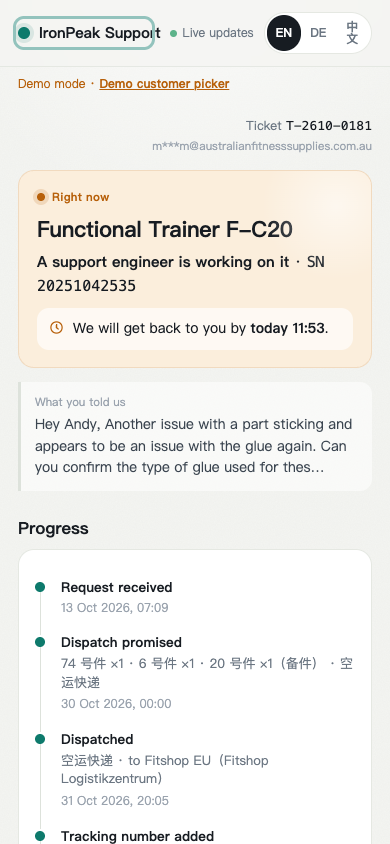 IronPeak Support
Live updates
EN
DE
中文
Demo mode · Demo customer picker
Ticket T-2610-0181
m***m@australianfitnesssupplies.com.au
Right now
Functional Trainer F-C20
A support engineer is working on it · SN
20251042535
We will get back to you by today 11:53.
What you told us
Hey Andy, Another issue with a part sticking and
appears to be an issue with the glue again. Can
you confirm the type of glue used for thes...
Progress
Request received
13 Oct 2026, 07:09
Dispatch promised
74 号件 ×1 · 6 号件 ×1 · 20 号件 ×1（备件） · 空
运快递
30 Oct 2026, 00:00
Dispatched
空运快递 · to Fitshop EU（Fitshop
Logistikzentrum）
31 Oct 2026, 20:05
Tracking number added